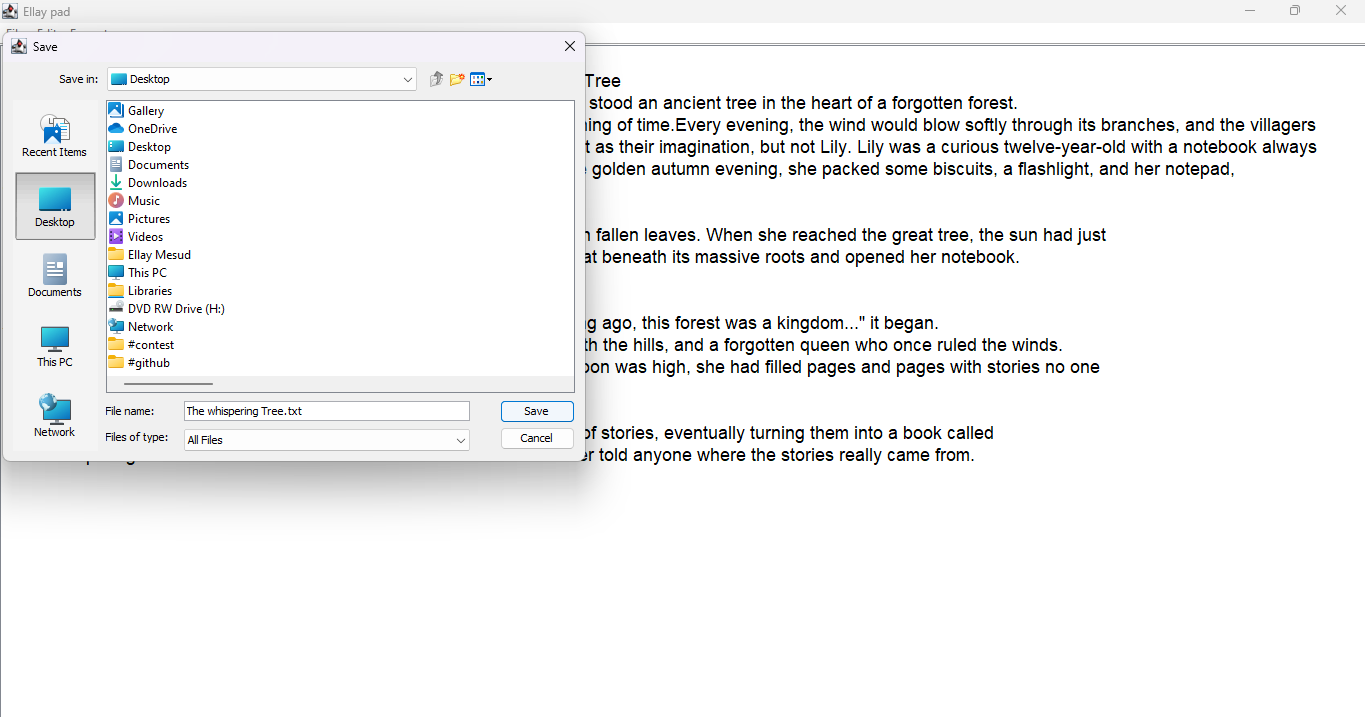 Ellay pad
Save
Save in:
Desktop
Recent Items
Desktop
Documents
This PC
Network
Gallery
OneDrive
Desktop
Documents
Downloads
Music
Pictures
Videos
Ellay Mesud
This PC
Libraries
DVD RW Drive (H:)
Network
#contest
#github
File name:
The whispering Tree.txt
Save
Files of type:
All Files
Cancel
Tree
stood an ancient tree in the heart of a forgotten forest.
of time.Every evening, the wind would blow softly through its branches, and the villagers
as their imagination, but not Lily. Lily was a curious twelve-year-old with a notebook always
golden autumn evening, she packed some biscuits, a flashlight, and her notepad,
fallen leaves. When she reached the great tree, the sun had just
beneath its massive roots and opened her notebook.
ago, this forest was a kingdom..." it began.
the hills, and a forgotten queen who once ruled the winds.
was high, she had filled pages and pages with stories no one
of stories, eventually turning them into a book called
told anyone where the stories really came from.